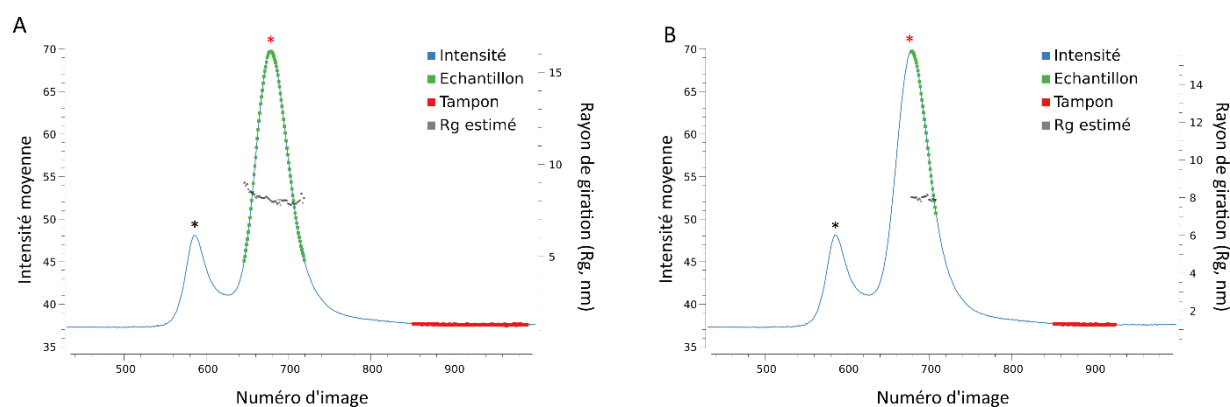 A
*
*
Intensité
Echantillon
Tampon
Rg estimé
Intensité moyenne
70
65
60
55
50
45
40
35
15
10
5
Rayon de giration (Rg, nm)
500 600 700 800 900
Numéro d'image
B
*
*
Intensité
Echantillon
Tampon
Rg estimé
Intensité moyenne
70
65
60
55
50
45
40
35
14
12
10
8
6
4
2
Rayon de giration (Rg, nm)
500 600 700 800 900
Numéro d'image